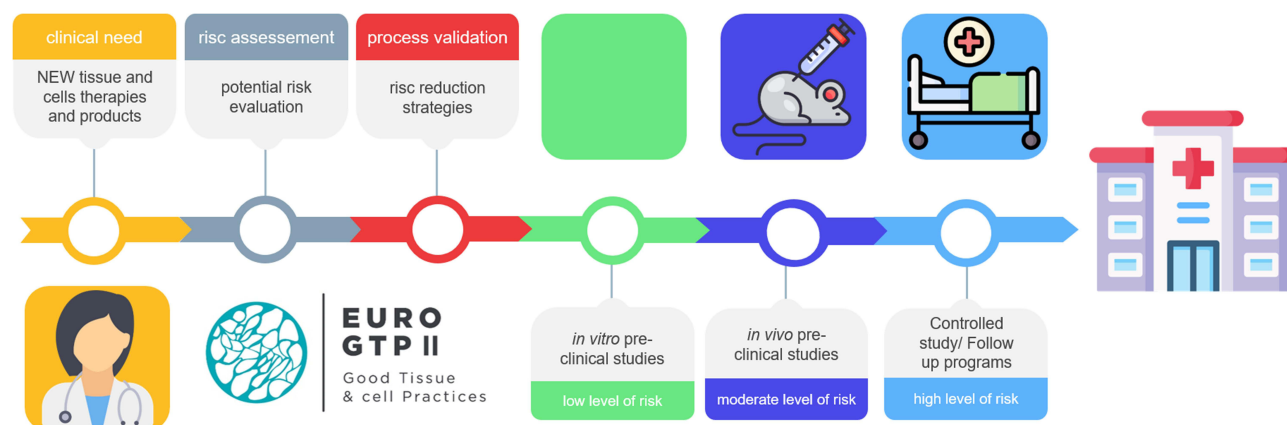 clinical need
NEW tissue and
cells therapies
and products
risc assessement
potential risk
evaluation
process validation
risc reduction
strategies
EURO
GTP II
Good Tissue
& cell Practices
in vitro pre-
clinical studies
low level of risk
in vivo pre-
clinical studies
moderate level of risk
Controlled
study/ Follow
up programs
high level of risk